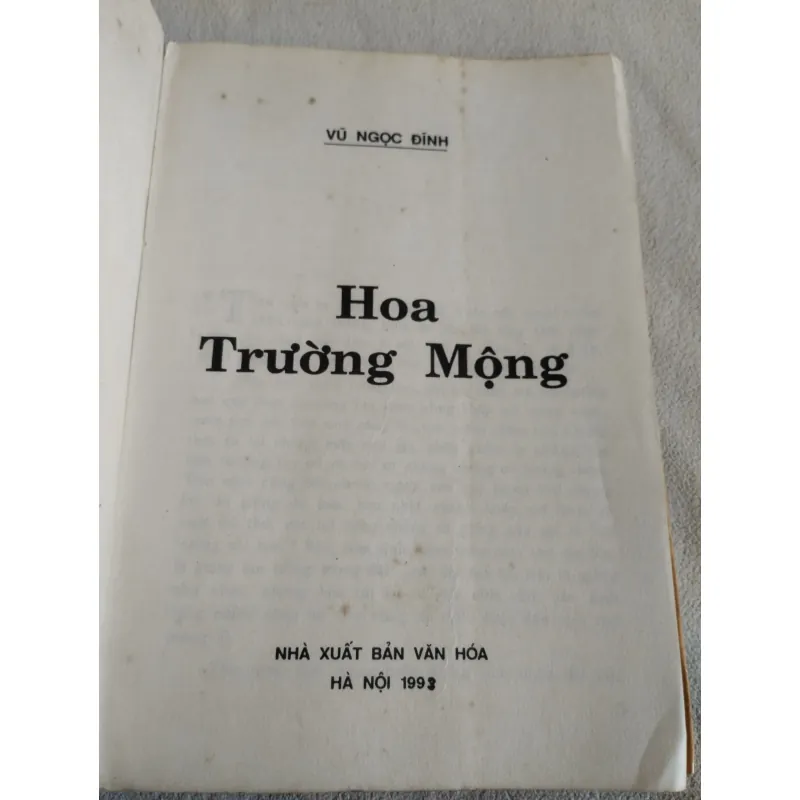 VŨ NGỌC ĐĨNH
Hoa
Trường Mộng
NHÀ XUẤT BẢN VĂN HÓA
HÀ NỘI 1993